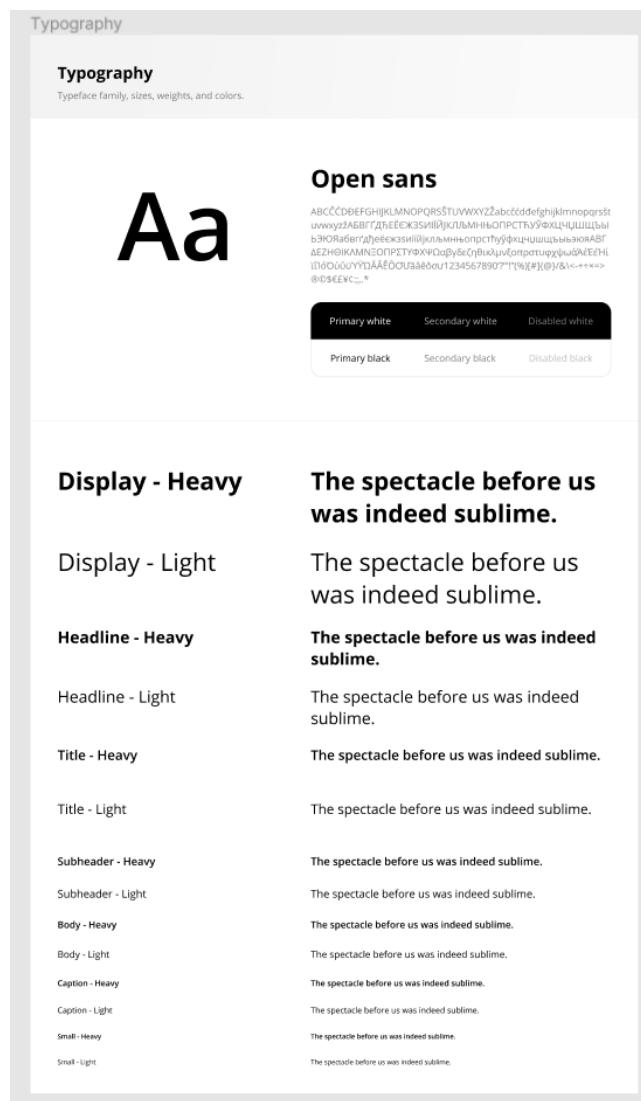 Typography
Typography
Typeface family, sizes, weights, and colors.
Aa
Open sans
ABCČĆDĐEFGHIJKLMNOPQRSŠTUVWXYZŽabcčćdđefghijklmnopqrsšt
Primary white Secondary white Disabled white
Primary black Secondary black Disabled black
Display - Heavy
The spectacle before us
was indeed sublime.
Display - Light
The spectacle before us
was indeed sublime.
Headline - Heavy
The spectacle before us was indeed
sublime.
Headline - Light
The spectacle before us was indeed
sublime.
Title - Heavy
The spectacle before us was indeed sublime.
Title - Light
The spectacle before us was indeed sublime.
Subheader - Heavy
The spectacle before us was indeed sublime.
Subheader - Light
The spectacle before us was indeed sublime.
Body - Heavy
The spectacle before us was indeed sublime.
Body - Light
The spectacle before us was indeed sublime.
Caption - Heavy
The spectacle before us was indeed sublime.
Caption - Light
The spectacle before us was indeed sublime.
Small - Heavy
The spectacle before us was indeed sublime.
Small - Light
The spectacle before us was indeed sublime.